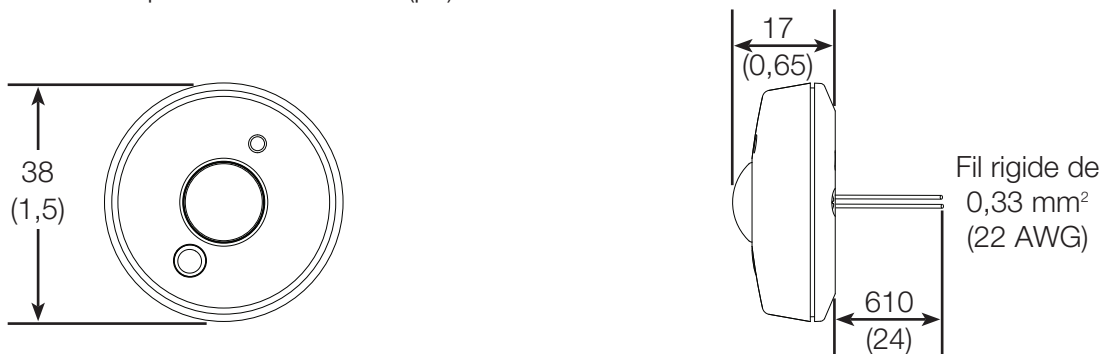 17
(0,65)
38
(1,5)
Fil rigide de
0,33 mm²
(22 AWG)
610
(24)